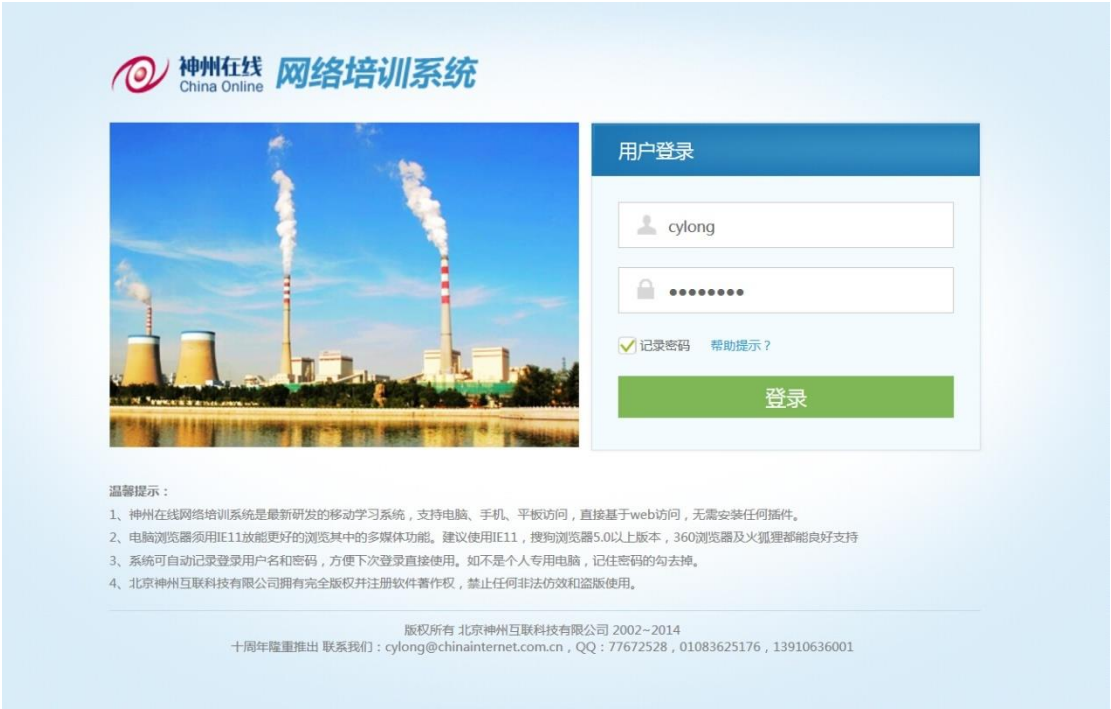 神州在线
China Online
网络培训系统
用户登录
cylong
●●●●●●●●
记录密码 帮助提示？
登录
温馨提示：
1、神州在线网络培训系统是最新研发的移动学习系统，支持电脑、手机、平板访问，直接基于web访问，无需安装任何插件。
2、电脑浏览器须用IE11放能更好的浏览其中的多媒体功能。建议使用IE11，搜狗浏览器5.0以上版本，360浏览器及火狐狸都能良好支持
3、系统可自动记录登录用户名和密码，方便下次登录直接使用。如不是个人专用电脑，记住密码的勾去掉。
4、北京神州互联科技有限公司拥有完全版权并注册软件著作权，禁止任何非法仿效和盗版使用。
版权所有 北京神州互联科技有限公司 2002~2014
十周年隆重推出 联系我们：cylong@chinainternet.com.cn，QQ：77672528，01083625176，13910636001